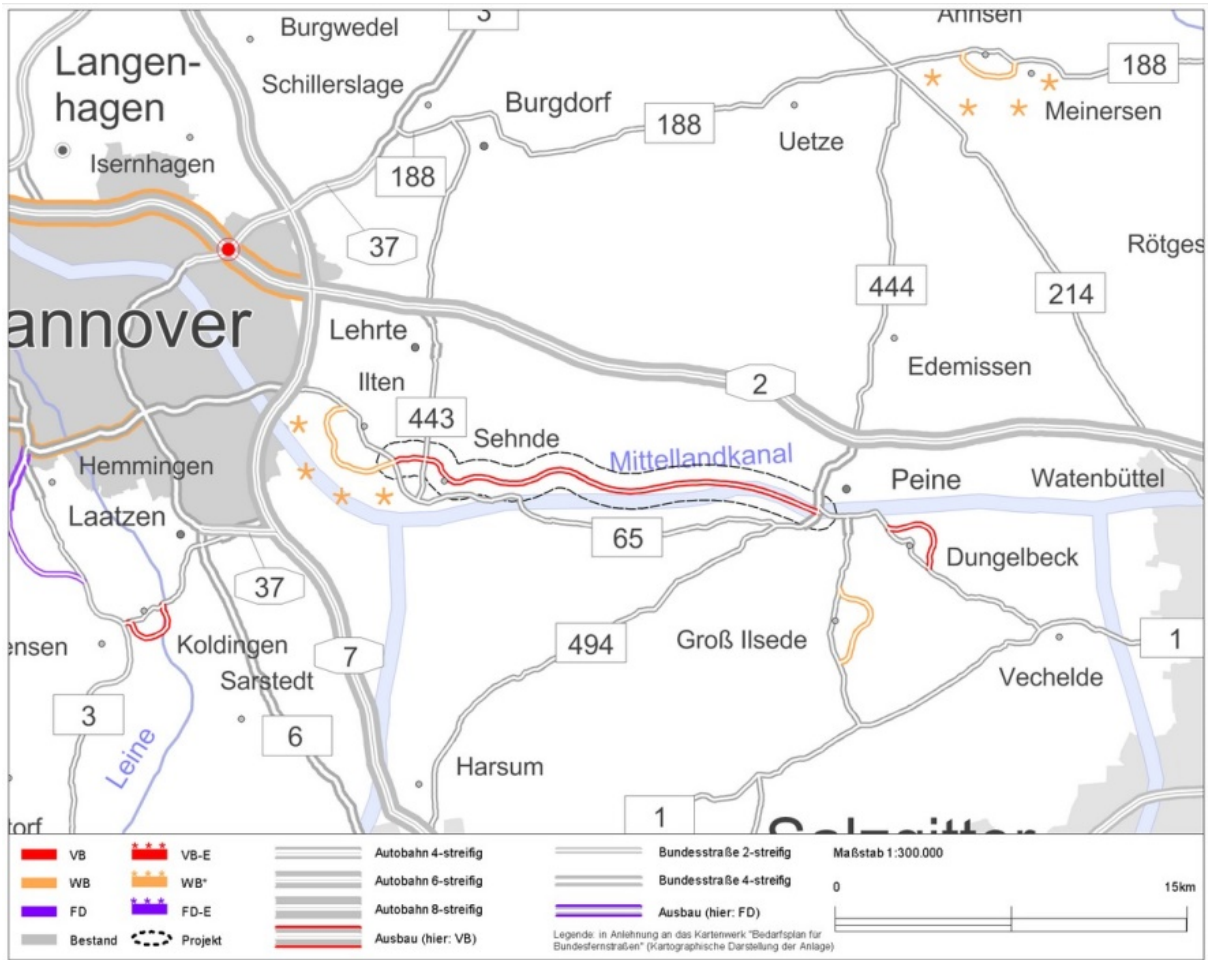 3
Ahnsen
Burgwedel
Langen-
hagen
188
Schillerslage
Burgdorf
Meinersen
188
Uetze
Isernhagen
188
37
Rötges
444
214
annover
Lehrte
Edemissen
2
Ilten
443
Sehnde
Mittellandkanal
Hemmingen
Peine
Watenbüttel
Laatzen
65
Dungelbeck
37
ensen
Koldingen
494
Groß Ilsede
1
7
Sarstedt
Vechelde
3
6
Leine
Harsum
1
torf
Salzgitter
VB
VB-E
Autobahn 4-streifig
Bundesstraße 2-streifig
Maßstab 1:300.000
WB
WB*
Autobahn 6-streifig
Bundesstraße 4-streifig
0
15km
FD
FD-E
Autobahn 8-streifig
Ausbau (hier: FD)
Bestand
Projekt
Ausbau (hier: VB)
Legende: in Anlehnung an das Kartenwerk "Bedarfsplan für
Bundesfernstraßen" (Kartographische Darstellung der Anlage)